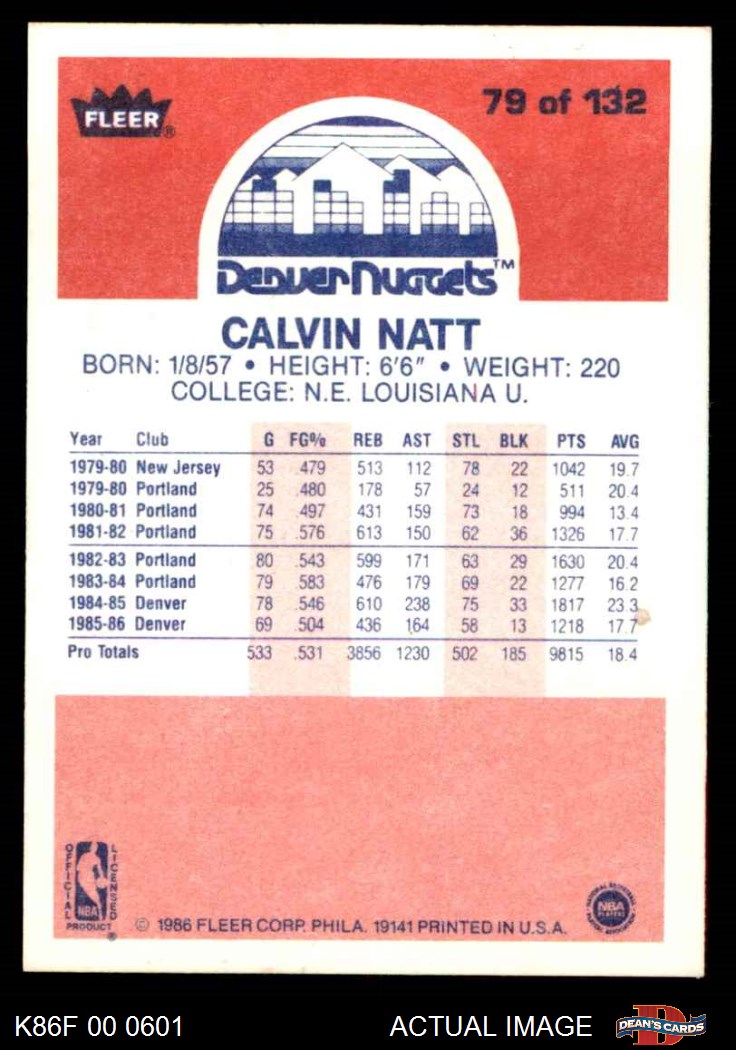 FLEER®
79 of 132
Denver Nuggets™
CALVIN NATT
BORN: 1/8/57 • HEIGHT: 6'6" • WEIGHT: 220
COLLEGE: N.E. LOUISIANA U.
Year Club G FG% REB AST STL BLK PTS AVG
1979-80 New Jersey 53 .479 513 112 78 22 1042 19.7
1979-80 Portland 25 .480 178 57 24 12 511 20.4
1980-81 Portland 74 .497 431 159 73 18 994 13.4
1981-82 Portland 75 .576 613 150 62 36 1326 17.7
1982-83 Portland 80 .543 599 171 63 29 1630 20.4
1983-84 Portland 79 .583 476 179 69 22 1277 16.2
1984-85 Denver 78 .546 610 238 75 33 1817 23.3
1985-86 Denver 69 .504 436 164 58 13 1218 17.7
Pro Totals 533 .531 3856 1230 502 185 9815 18.4
OFFICIAL LICENSED
NBA
PRODUCT ®
© 1986 FLEER CORP. PHILA. 19141 PRINTED IN U.S.A.
NATIONAL BASKETBALL
NBA
PLAYERS
PLAYERS ASSOCIATION
K86F 00 0601
ACTUAL IMAGE
D
DEAN'S CARDS